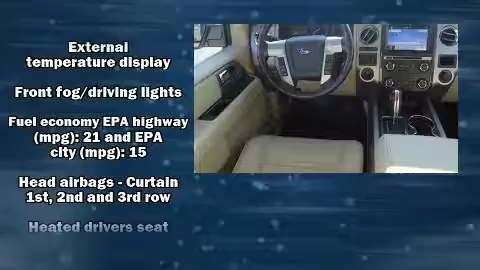 External
temperature display
Front fog/driving lights
Fuel economy EPA highway
(mpg): 21 and EPA
city (mpg): 15
Head airbags - Curtain
1st, 2nd and 3rd row
Heated drivers seat